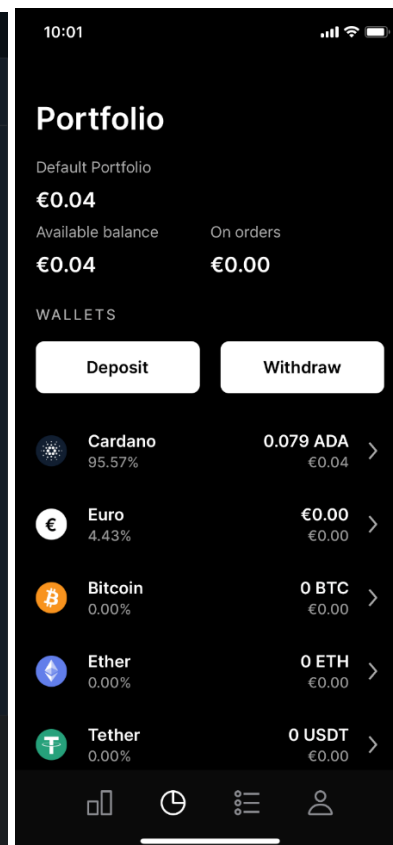 10:01
Portfolio
Default Portfolio
€0.04
Available balance On orders
€0.04 €0.00
WALLETS
Deposit Withdraw
Cardano 0.079 ADA
95.57% €0.04
€ Euro €0.00
4.43% €0.00
Bitcoin 0 BTC
0.00% €0.00
Ether 0 ETH
0.00% €0.00
Tether 0 USDT
0.00% €0.00